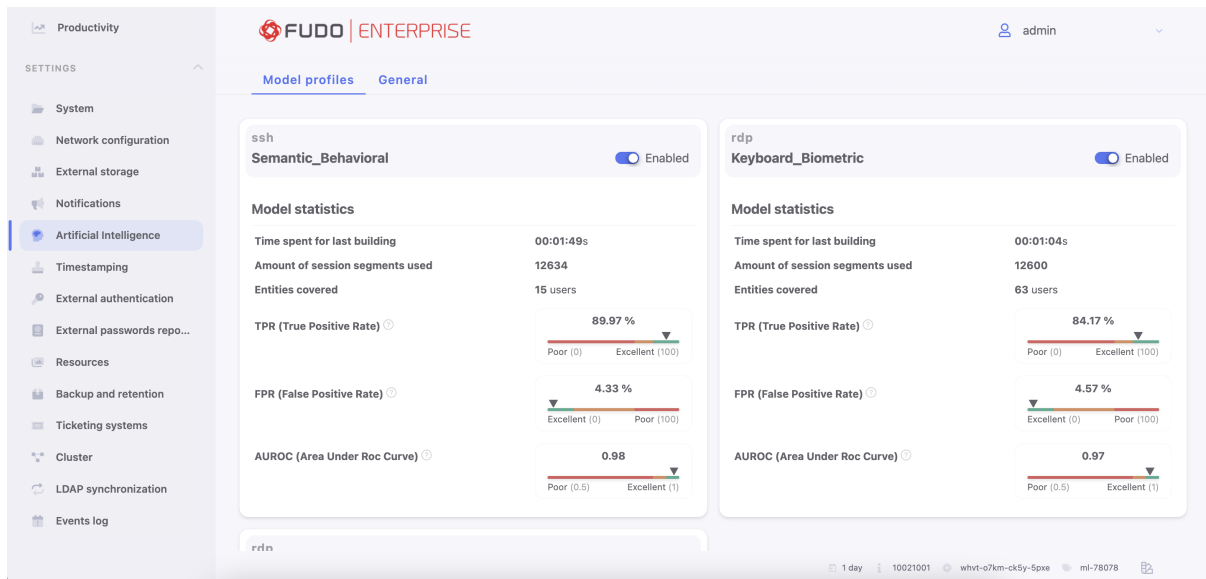 Productivity
SETTINGS
System
Network configuration
External storage
Notifications
Artificial Intelligence
Timestamping
External authentication
External passwords repo...
Resources
Backup and retention
Ticketing systems
Cluster
LDAP synchronization
Events log
FUDO ENTERPRISE
admin
Model profiles General
ssh
Semantic_Behavioral Enabled
Model statistics
Time spent for last building 00:01:49s
Amount of session segments used 12634
Entities covered 15 users
TPR (True Positive Rate) ? 89.97 %
Poor (0) Excellent (100)
FPR (False Positive Rate) ? 4.33 %
Excellent (0) Poor (100)
AUROC (Area Under Roc Curve) ? 0.98
Poor (0.5) Excellent (1)
rdp
Keyboard_Biometric Enabled
Model statistics
Time spent for last building 00:01:04s
Amount of session segments used 12600
Entities covered 63 users
TPR (True Positive Rate) ? 84.17 %
Poor (0) Excellent (100)
FPR (False Positive Rate) ? 4.57 %
Excellent (0) Poor (100)
AUROC (Area Under Roc Curve) ? 0.97
Poor (0.5) Excellent (1)
rdp
1 day 10021001 whvt-o7km-ck5y-5pxe ml-78078